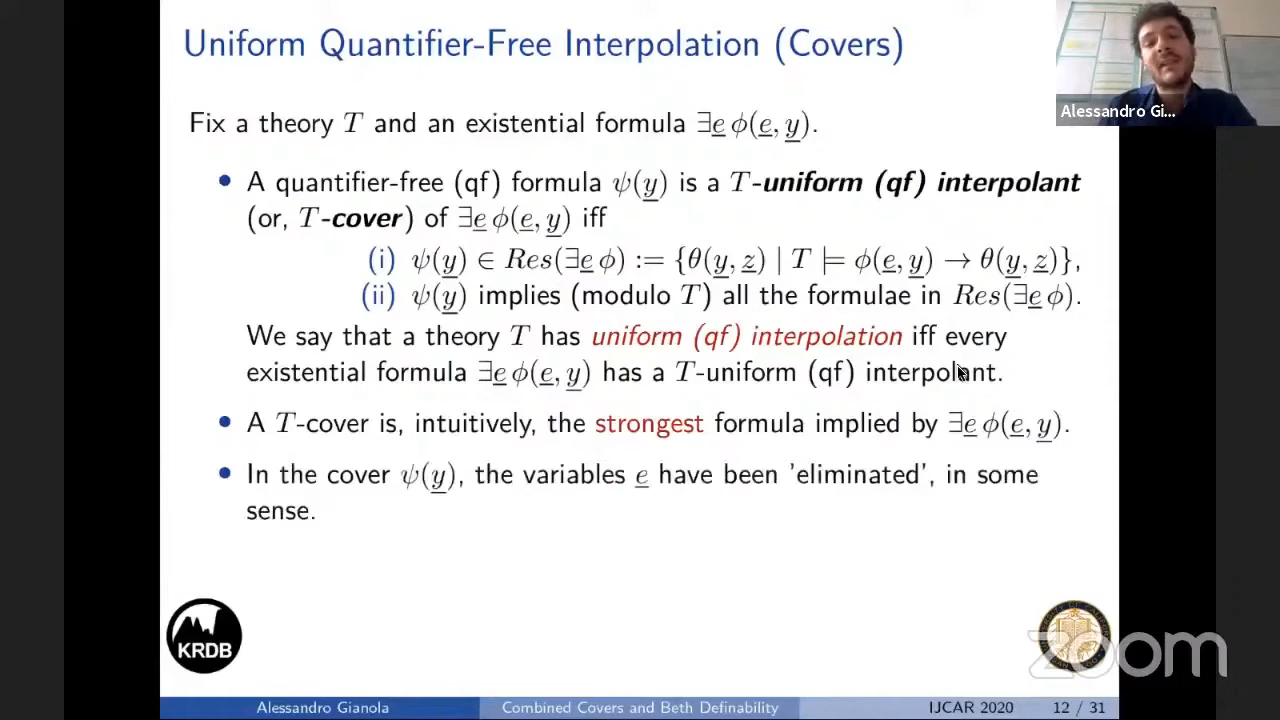 Uniform Quantifier-Free Interpolation (Covers)
Alessandro Gi...
Fix a theory T and an existential formula ∃e ϕ(e, y).
• A quantifier-free (qf) formula ψ(y) is a T-uniform (qf) interpolant
(or, T-cover) of ∃e ϕ(e, y) iff
(i) ψ(y) ∈ Res(∃e ϕ) := {θ(y, z) | T ⊨ ϕ(e, y) → θ(y, z)},
(ii) ψ(y) implies (modulo T) all the formulae in Res(∃e ϕ).
We say that a theory T has uniform (qf) interpolation iff every
existential formula ∃e ϕ(e, y) has a T-uniform (qf) interpolant.
• A T-cover is, intuitively, the strongest formula implied by ∃e ϕ(e, y).
• In the cover ψ(y), the variables e have been 'eliminated', in some
sense.
KRDB
zoom
Alessandro Gianola
Combined Covers and Beth Definability
IJCAR 2020
12 / 31